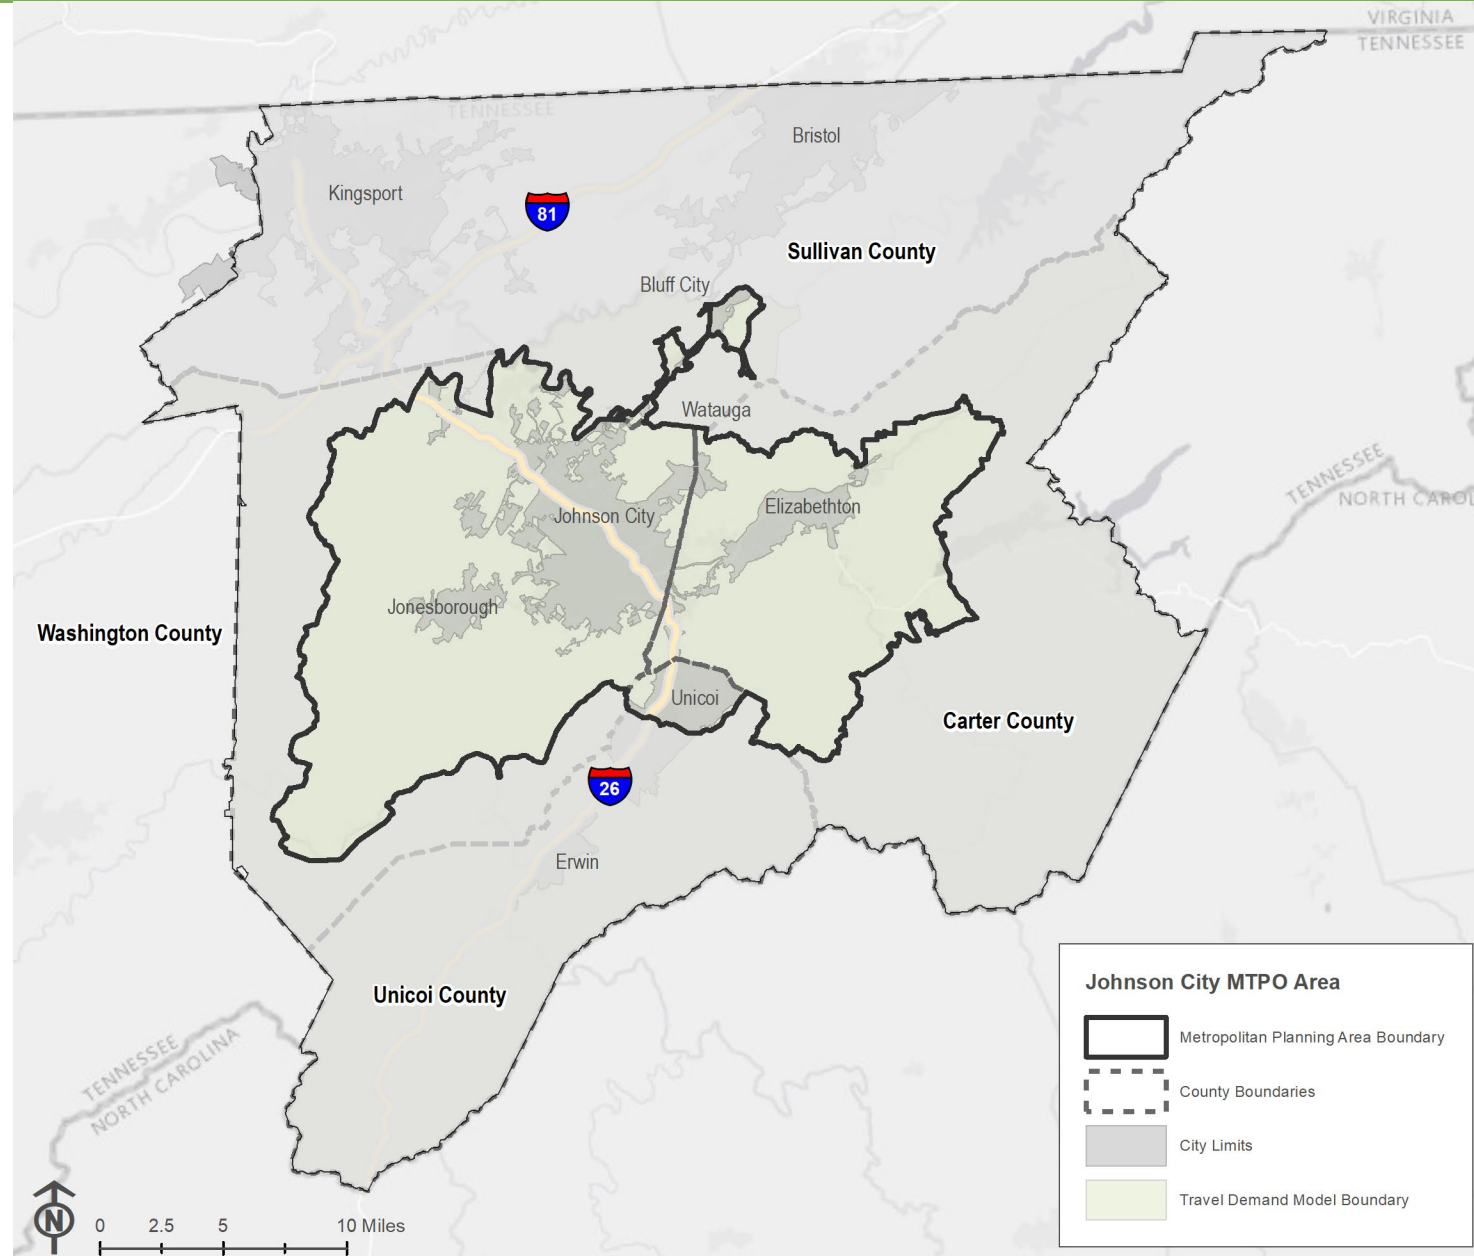 VIRGINIA
TENNESSEE
TENNESSEE
Bristol
Kingsport
81
Sullivan County
Bluff City
Watauga
TENNESSEE
NORTH CAROL
Elizabethton
Johnson City
Jonesborough
Washington County
Unicoi
Carter County
26
Erwin
Unicoi County
TENNESSEE
NORTH CAROLINA
Johnson City MTPO Area
Metropolitan Planning Area Boundary
County Boundaries
City Limits
Travel Demand Model Boundary
N
0 2.5 5 10 Miles